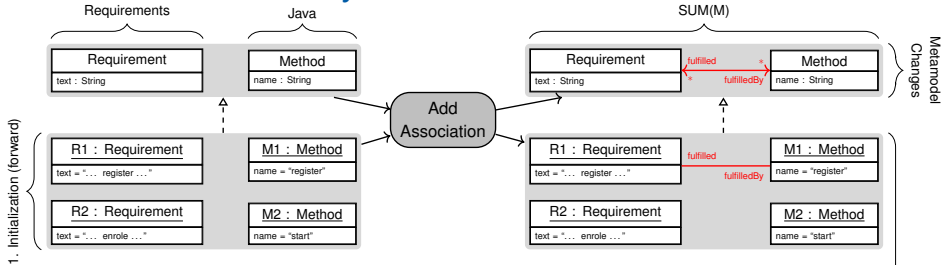 Requirements
Java
SUM(M)
Requirement
text : String
Method
name : String
Requirement
text : String
fulfilled
*
*
fulfilledBy
Method
name : String
Metamodel
Changes
Add
Association
1. Initialization (forward)
R1 : Requirement
text = “... register ...”
M1 : Method
name = “register”
R2 : Requirement
text = “... enrole ...”
M2 : Method
name = “start”
R1 : Requirement
text = “... register ...”
fulfilled
fulfilledBy
M1 : Method
name = “register”
R2 : Requirement
text = “... enrole ...”
M2 : Method
name = “start”